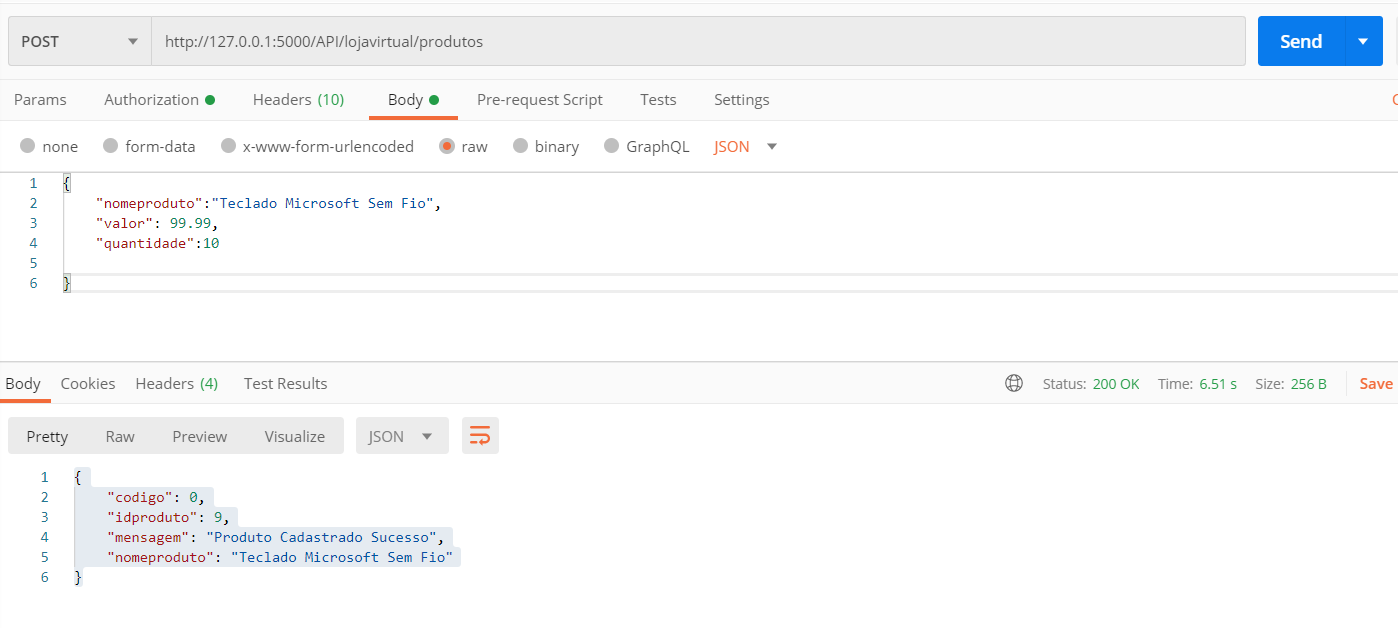 POST http://127.0.0.1:5000/API/lojavirtual/produtos Send
Params Authorization Headers (10) Body Pre-request Script Tests Settings
none form-data x-www-form-urlencoded raw binary GraphQL JSON
1 {
2 "nomeproduto":"Teclado Microsoft Sem Fio",
3 "valor": 99.99,
4 "quantidade":10
5
6 }
Body Cookies Headers (4) Test Results Status: 200 OK Time: 6.51 s Size: 256 B Save
Pretty Raw Preview Visualize JSON
1 {
2 "codigo": 0,
3 "idproduto": 9,
4 "mensagem": "Produto Cadastrado Sucesso",
5 "nomeproduto": "Teclado Microsoft Sem Fio"
6 }